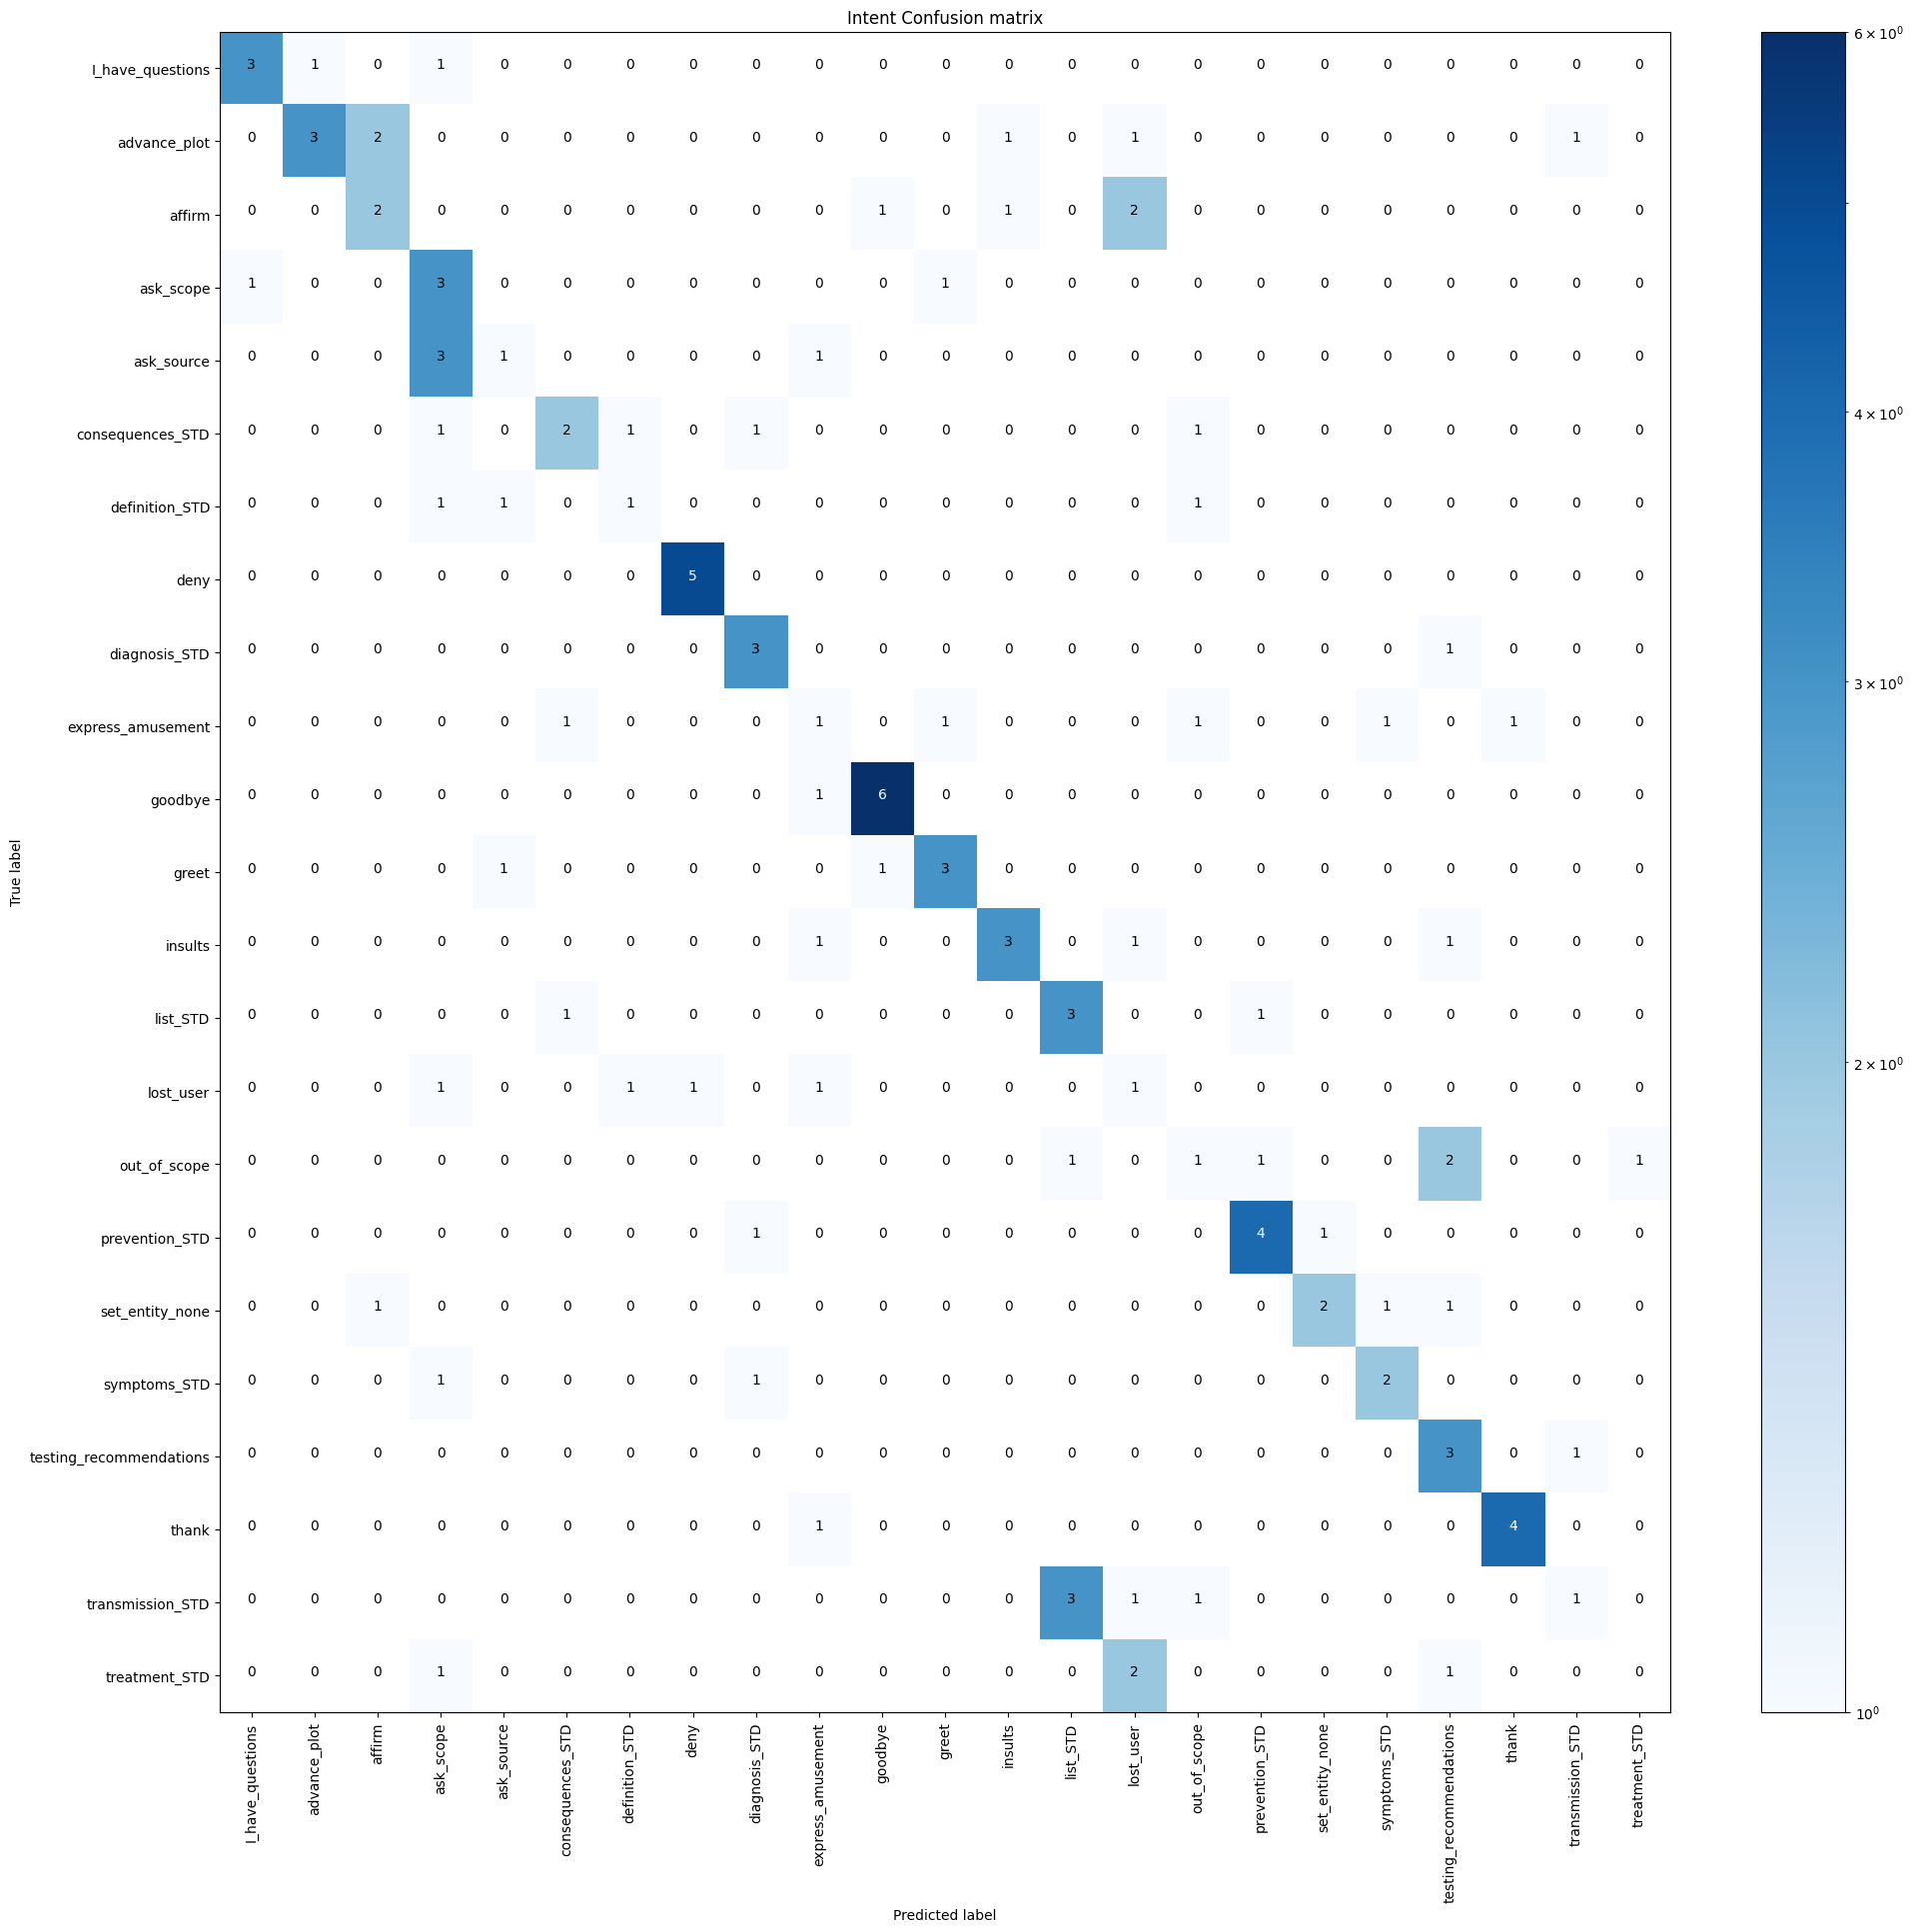 Intent Confusion matrix
I_have_questions 3 1 0 1 0 0 0 0 0 0 0 0 0 0 0 0 0 0 0 0 0 0 0
advance_plot 0 3 2 0 0 0 0 0 0 0 0 0 1 0 1 0 0 0 0 0 0 1 0
affirm 0 0 2 0 0 0 0 0 0 0 1 0 1 0 2 0 0 0 0 0 0 0 0
ask_scope 1 0 0 3 0 0 0 0 0 0 0 1 0 0 0 0 0 0 0 0 0 0 0
ask_source 0 0 0 3 1 0 0 0 0 1 0 0 0 0 0 0 0 0 0 0 0 0 0
consequences_STD 0 0 0 1 0 2 1 0 1 0 0 0 0 0 0 1 0 0 0 0 0 0 0
definition_STD 0 0 0 1 1 0 1 0 0 0 0 0 0 0 0 1 0 0 0 0 0 0 0
deny 0 0 0 0 0 0 0 5 0 0 0 0 0 0 0 0 0 0 0 0 0 0 0
diagnosis_STD 0 0 0 0 0 0 0 0 3 0 0 0 0 0 0 0 0 0 0 1 0 0 0
express_amusement 0 0 0 0 0 1 0 0 0 1 0 1 0 0 0 1 0 0 1 0 1 0 0
goodbye 0 0 0 0 0 0 0 0 0 1 6 0 0 0 0 0 0 0 0 0 0 0 0
greet 0 0 0 0 1 0 0 0 0 0 1 3 0 0 0 0 0 0 0 0 0 0 0
insults 0 0 0 0 0 0 0 0 0 1 0 0 3 0 1 0 0 0 0 1 0 0 0
list_STD 0 0 0 0 0 1 0 0 0 0 0 0 0 3 0 0 1 0 0 0 0 0 0
lost_user 0 0 0 1 0 0 1 1 0 1 0 0 0 0 1 0 0 0 0 0 0 0 0
out_of_scope 0 0 0 0 0 0 0 0 0 0 0 0 0 1 0 1 1 0 0 2 0 0 1
prevention_STD 0 0 0 0 0 0 0 0 1 0 0 0 0 0 0 0 4 1 0 0 0 0 0
set_entity_none 0 0 1 0 0 0 0 0 0 0 0 0 0 0 0 0 0 2 1 1 0 0 0
symptoms_STD 0 0 0 1 0 0 0 0 1 0 0 0 0 0 0 0 0 0 2 0 0 0 0
testing_recommendations 0 0 0 0 0 0 0 0 0 0 0 0 0 0 0 0 0 0 0 3 0 1 0
thank 0 0 0 0 0 0 0 0 0 1 0 0 0 0 0 0 0 0 0 0 4 0 0
transmission_STD 0 0 0 0 0 0 0 0 0 0 0 0 0 3 1 1 0 0 0 0 0 1 0
treatment_STD 0 0 0 1 0 0 0 0 0 0 0 0 0 0 2 0 0 0 0 1 0 0 0
True label
I_have_questions
advance_plot
affirm
ask_scope
ask_source
consequences_STD
definition_STD
deny
diagnosis_STD
express_amusement
goodbye
greet
insults
list_STD
lost_user
out_of_scope
prevention_STD
set_entity_none
symptoms_STD
testing_recommendations
thank
transmission_STD
treatment_STD
Predicted label
6 × 10⁰
4 × 10⁰
3 × 10⁰
2 × 10⁰
10⁰